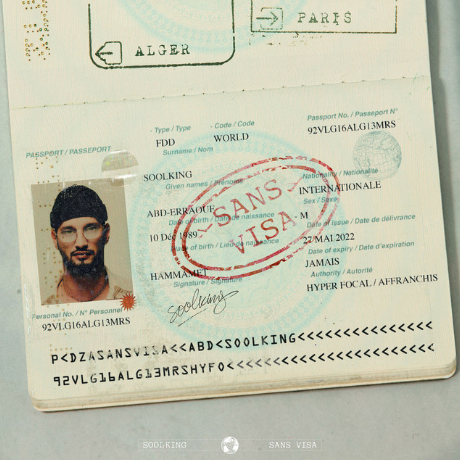 ALGER
PARIS
Type / Type
Code / Code
Passport No. / Passeport N°
PASSPORT / PASSEPORT
FDD
WORLD
92VLG16ALG13MRS
Surname / Nom
SOOLKING
Nationality / Nationalité
Given names / Prénoms
INTERNATIONALE
Sex / Sexe
ABD-ERRAOUF
M
Date of birth / Date de naissance
Date of issue / Date de délivrance
10 Déc 1989
22 MAI 2022
Place of birth / Lieu de naissance
Date of expiry / Date d'expiration
HAMMAMET
JAMAIS
Signature / Signature
Authority / Autorité
HYPER FOCAL / AFFRANCHIS
SANS
VISA
soolking
Personal No. / N° Personnel
92VLG16ALG13MRS
P<DZASANSVISA<<ABD<SOOLKING<<<<<<<<<<<<<<<
92VLG16ALG13MRSHYFO<<<<<<<<<<<<<<<<<<<<<<
SOOLKING
SANS VISA